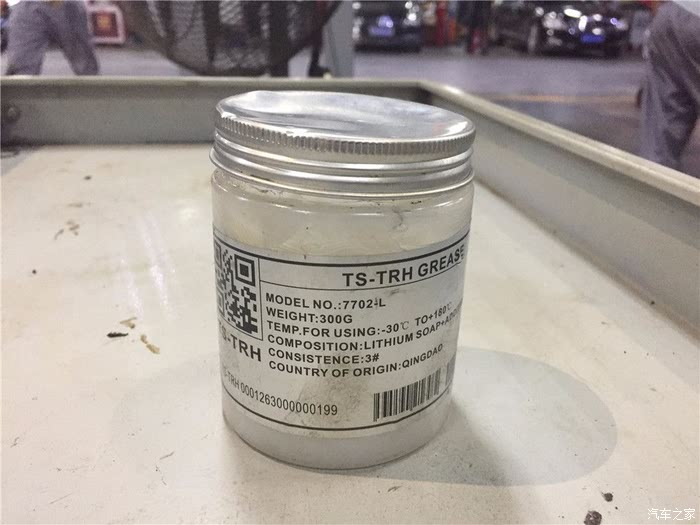 TS-TRH GREASE
MODEL NO.:7702-L
WEIGHT:300G
TEMP.FOR USING:-30℃ TO+160℃
COMPOSITION:LITHIUM SOAP+
CONSISTENCE:3#
COUNTRY OF ORIGIN:QINGDAO
TS-TRH
-TRH 0001263000000199
汽车之家